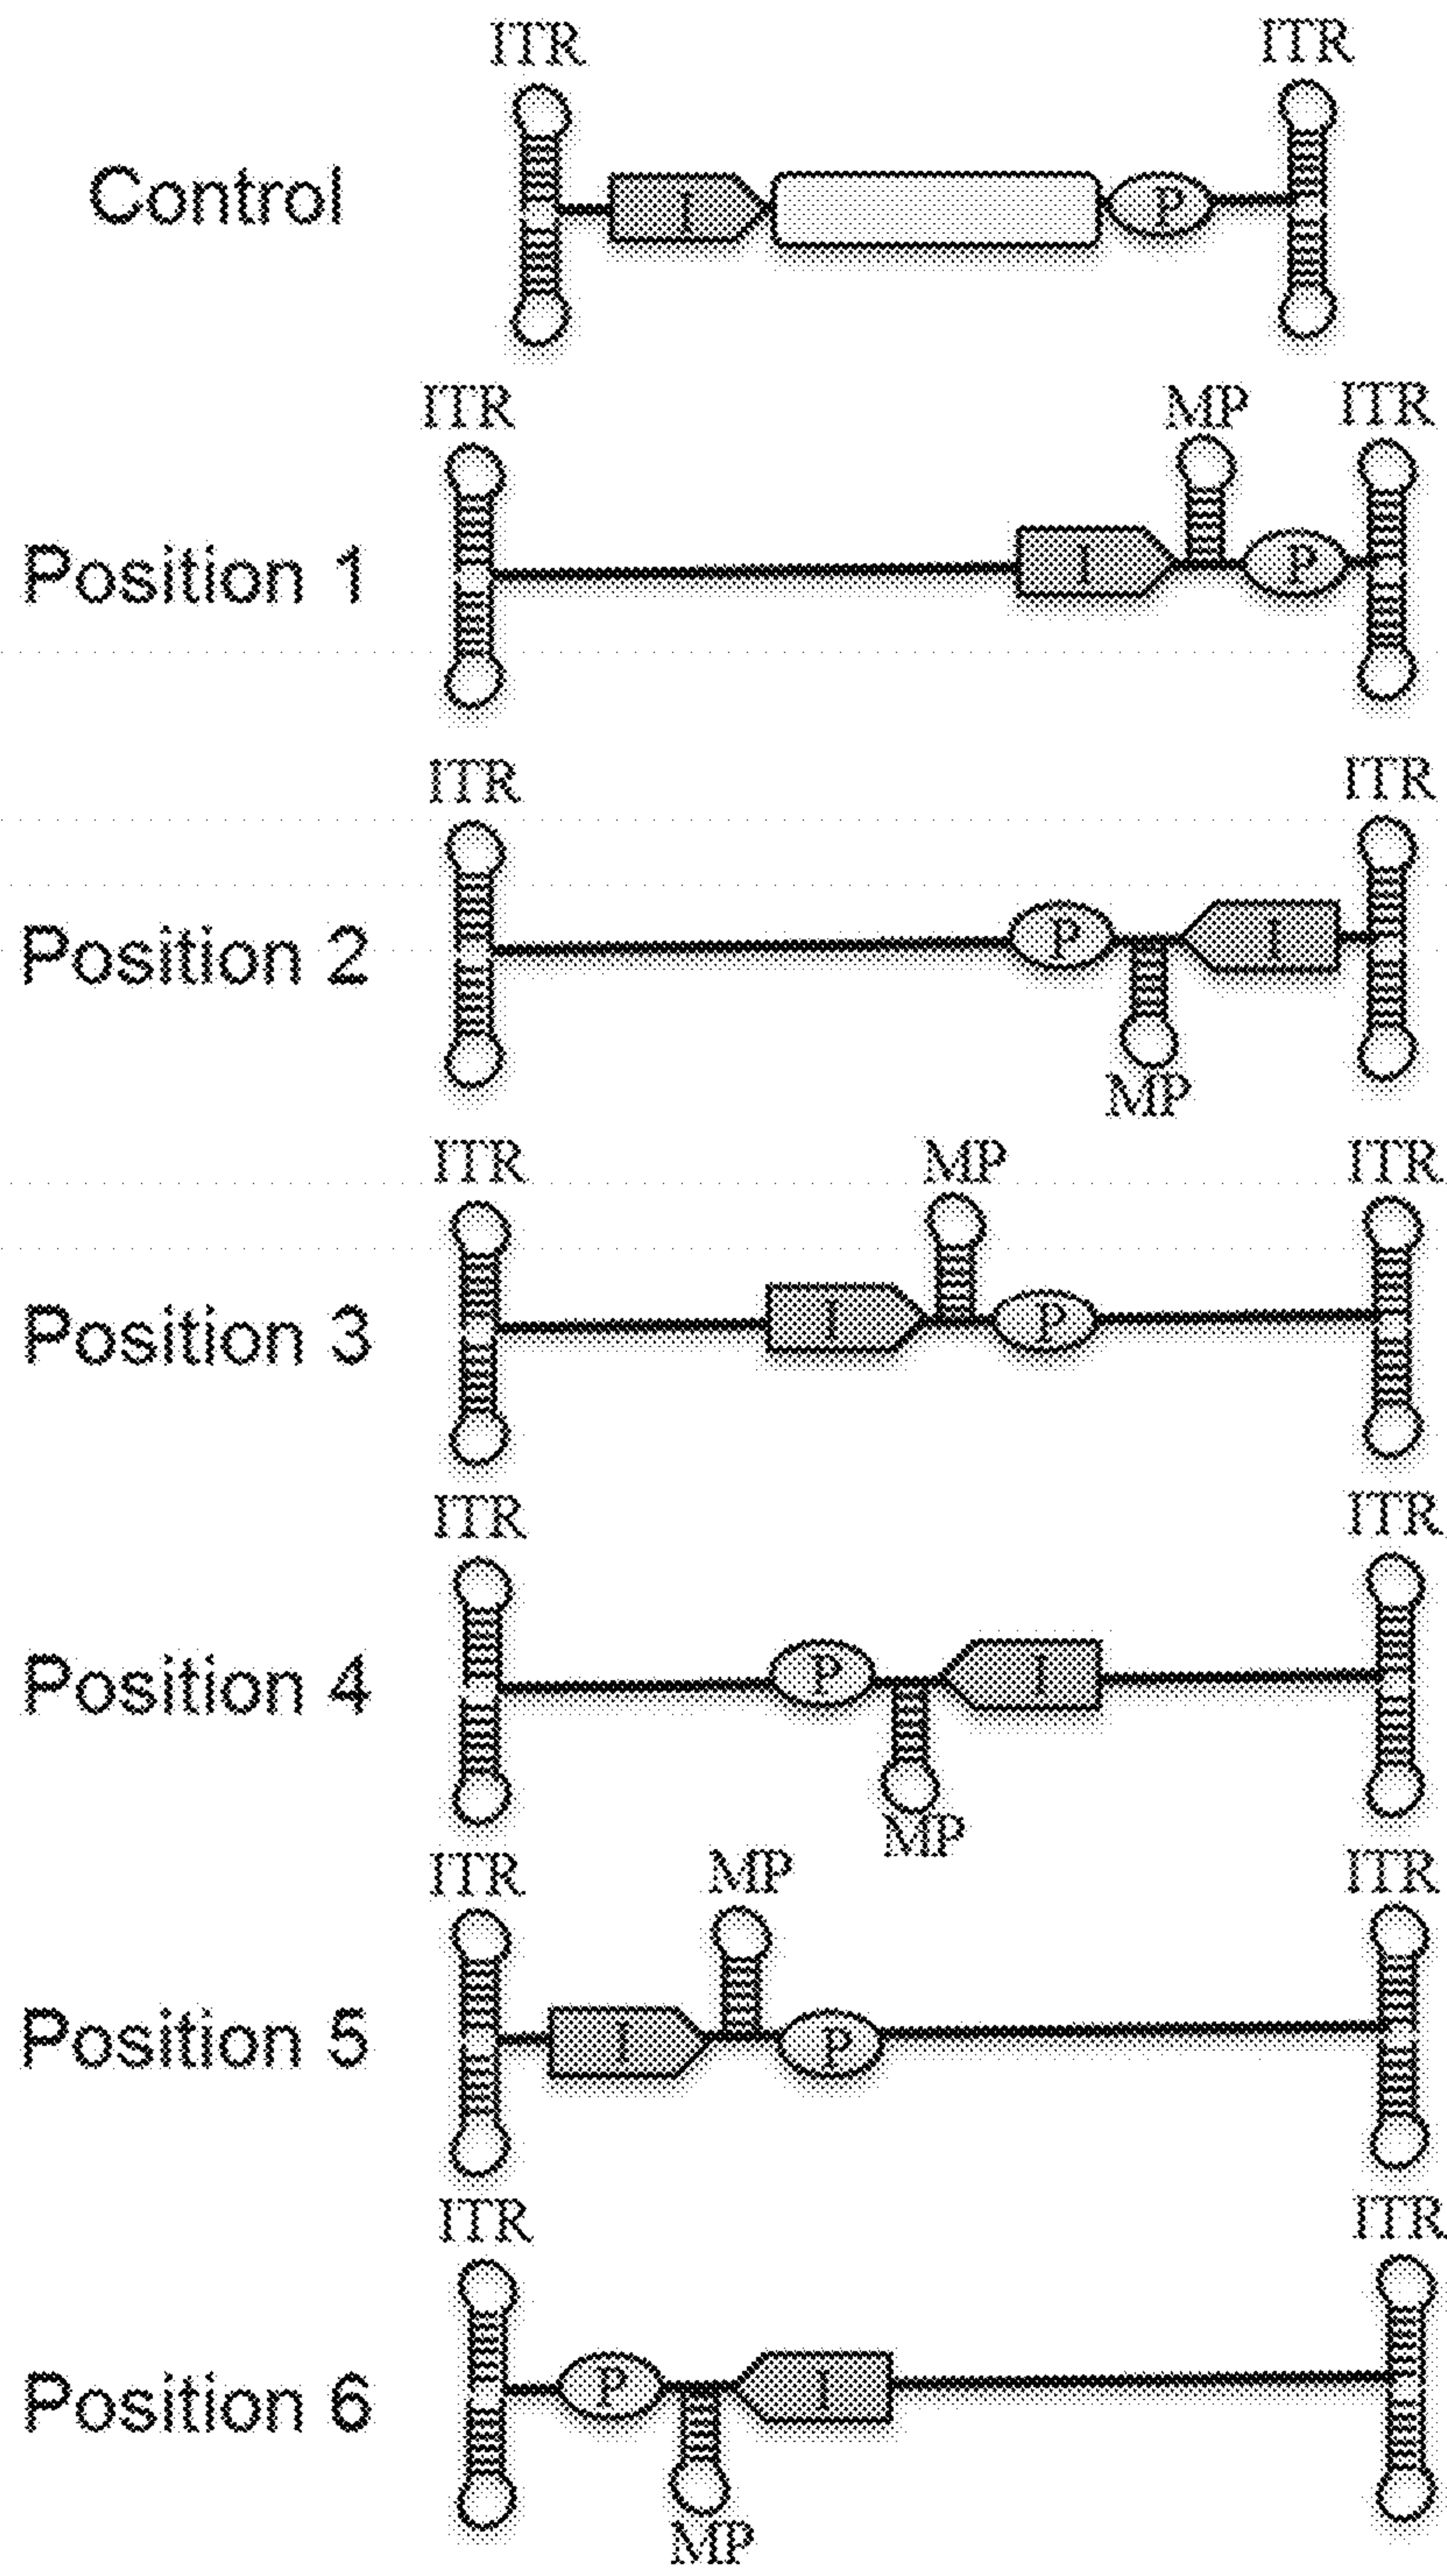 ITR ITR
Control I P
ITR MP ITR
Position 1 I P
ITR ITR
Position 2 P I
MP
ITR MP ITR
Position 3 I P
ITR ITR
Position 4 P I
MP
ITR MP ITR
Position 5 I P
ITR ITR
Position 6 P I
MP